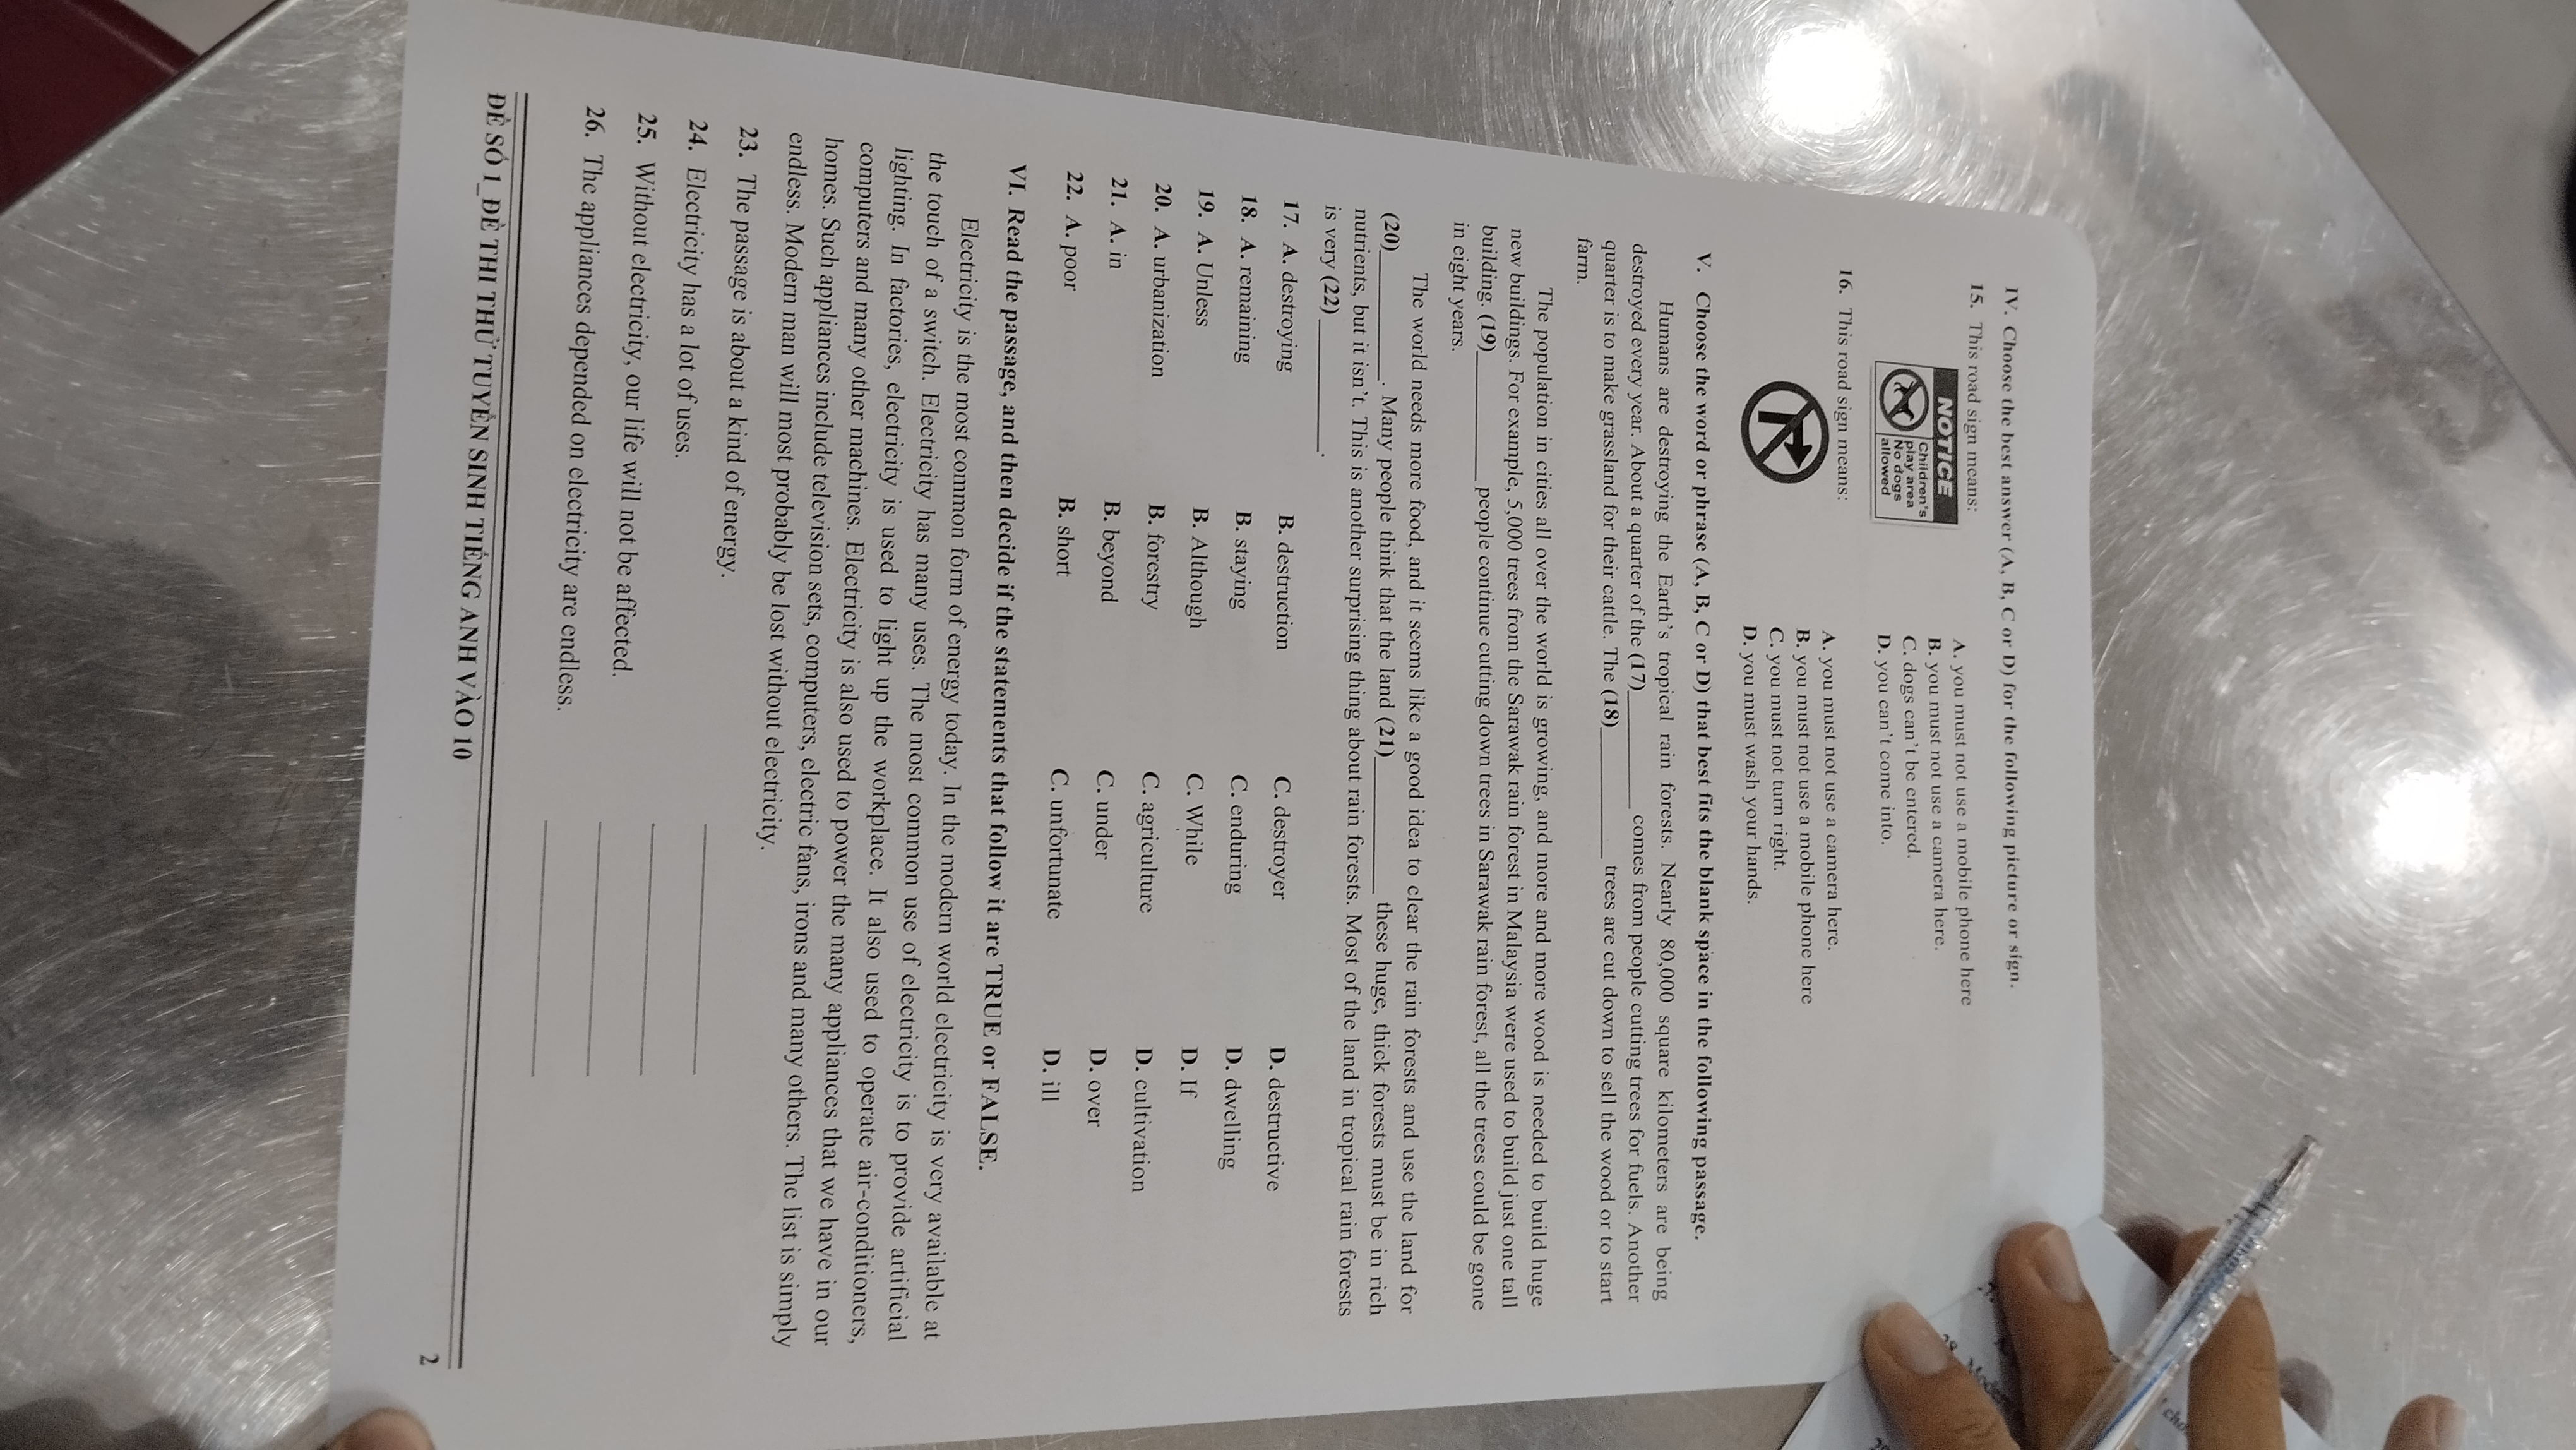 IV. Choose the best answer (A, B, C or D) for the following picture or sign.
15. This road sign means:
NOTICE
Children's
play area
No dogs
allowed
A. you must not use a mobile phone here
B. you must not use a camera here.
C. dogs can't be entered.
D. you can't come into.
16. This road sign means:
A. you must not use a camera here.
B. you must not use a mobile phone here
C. you must not turn right.
D. you must wash your hands.
V. Choose the word or phrase (A, B, C or D) that best fits the blank space in the following passage.
Humans are destroying the Earth's tropical rain forests. Nearly 80,000 square kilometers are being
destroyed every year. About a quarter of the (17)__________ comes from people cutting trees for fuels. Another
quarter is to make grassland for their cattle. The (18)__________ trees are cut down to sell the wood or to start
farm.
The population in cities all over the world is growing, and more and more wood is needed to build huge
new buildings. For example, 5,000 trees from the Sarawak rain forest in Malaysia were used to build just one tall
building. (19)__________ people continue cutting down trees in Sarawak rain forest, all the trees could be gone
in eight years.
The world needs more food, and it seems like a good idea to clear the rain forests and use the land for
(20)__________. Many people think that the land (21)__________ these huge, thick forests must be in rich
nutrients, but it isn't. This is another surprising thing about rain forests. Most of the land in tropical rain forests
is very (22)__________.
17. A. destroying B. destruction C. destroyer D. destructive
18. A. remaining B. staying C. enduring D. dwelling
19. A. Unless B. Although C. While D. If
20. A. urbanization B. forestry C. agriculture D. cultivation
21. A. in B. beyond C. under D. over
22. A. poor B. short C. unfortunate D. ill
VI. Read the passage, and then decide if the statements that follow it are TRUE or FALSE.
Electricity is the most common form of energy today. In the modern world electricity is very available at
the touch of a switch. Electricity has many uses. The most common use of electricity is to provide artificial
lighting. In factories, electricity is used to light up the workplace. It also used to operate air-conditioners,
computers and many other machines. Electricity is also used to power the many appliances that we have in our
homes. Such appliances include television sets, computers, electric fans, irons and many others. The list is simply
endless. Modern man will most probably be lost without electricity.
23. The passage is about a kind of energy. __________
24. Electricity has a lot of uses. __________
25. Without electricity, our life will not be affected. __________
26. The appliances depended on electricity are endless. __________
ĐỀ SỐ 1_ĐỀ THI THỬ TUYỂN SINH TIẾNG ANH VÀO 10
2